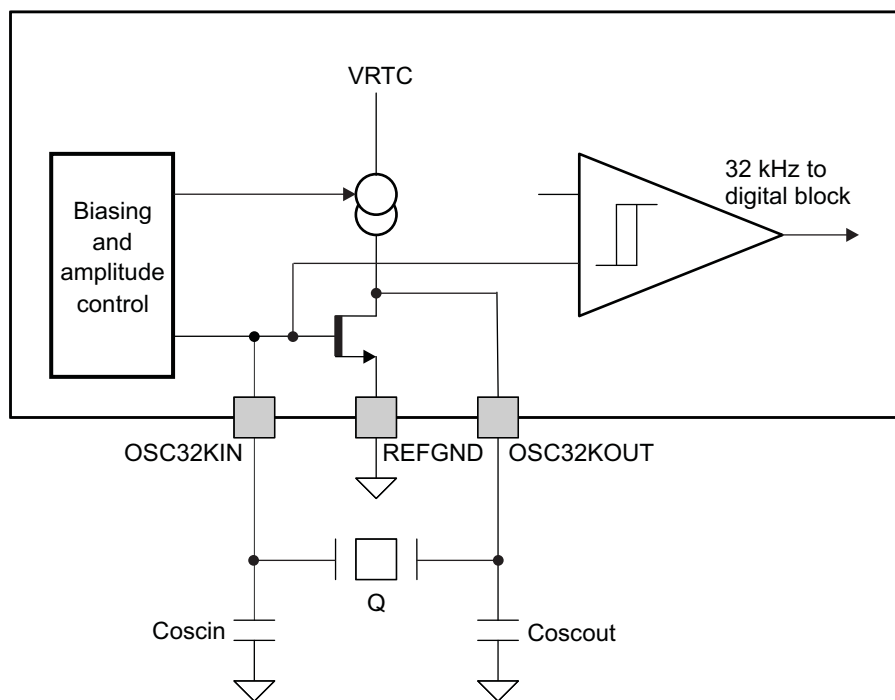 VRTC
32 kHz to
digital block
Biasing
and
amplitude
control
OSC32KIN
REFGND
OSC32KOUT
Q
Coscin
Coscout